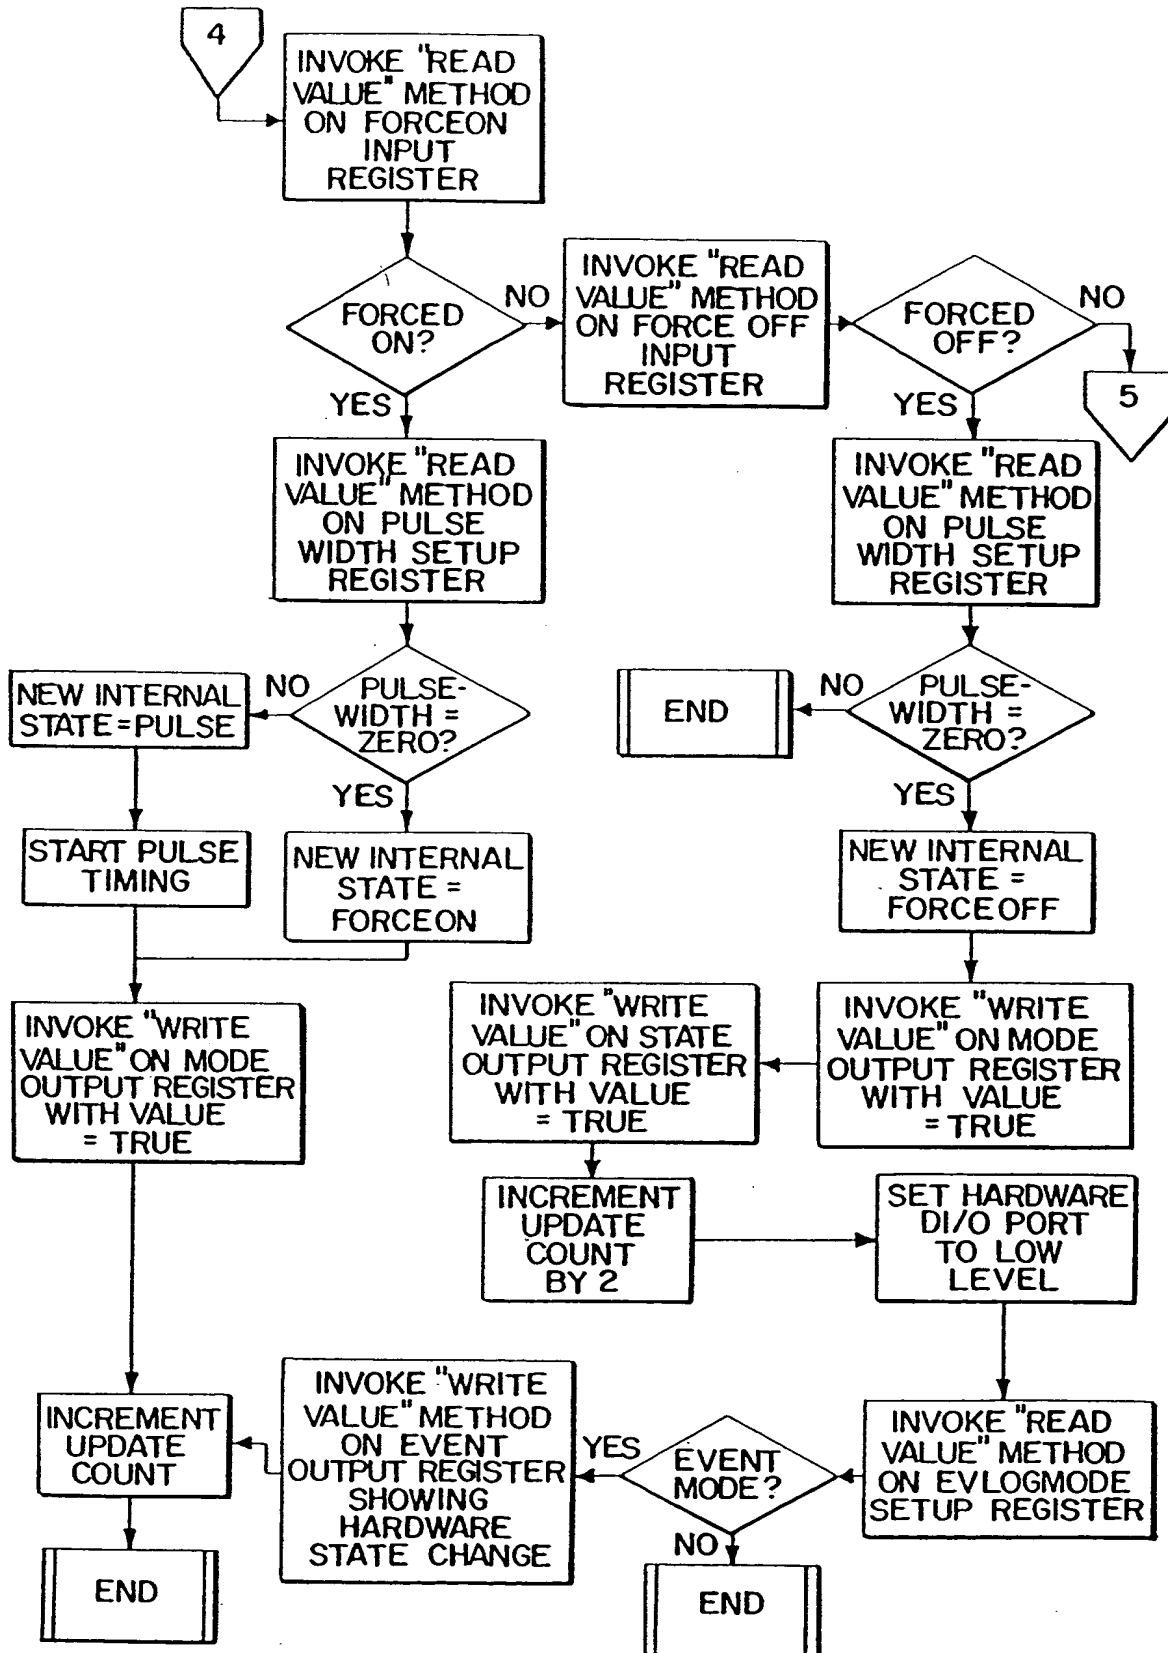 4
INVOKE "READ
VALUE" METHOD
ON FORCEON
INPUT
REGISTER
FORCED
ON?
NO
INVOKE "READ
VALUE" METHOD
ON FORCE OFF
INPUT
REGISTER
FORCED
OFF?
NO
5
YES
YES
INVOKE "READ
VALUE" METHOD
ON PULSE
WIDTH SETUP
REGISTER
INVOKE "READ
VALUE" METHOD
ON PULSE
WIDTH SETUP
REGISTER
NEW INTERNAL
STATE=PULSE
NO
PULSE-
WIDTH =
ZERO?
END
NO
PULSE-
WIDTH =
ZERO?
YES
YES
START PULSE
TIMING
NEW INTERNAL
STATE =
FORCEON
NEW INTERNAL
STATE =
FORCEOFF
INVOKE "WRITE
VALUE" ON MODE
OUTPUT REGISTER
WITH VALUE
= TRUE
INVOKE "WRITE
VALUE" ON STATE
OUTPUT REGISTER
WITH VALUE
= TRUE
INVOKE "WRITE
VALUE" ON MODE
OUTPUT REGISTER
WITH VALUE
= TRUE
INCREMENT
UPDATE
COUNT
BY 2
SET HARDWARE
DI/O PORT
TO LOW
LEVEL
INCREMENT
UPDATE
COUNT
INVOKE "WRITE
VALUE" METHOD
ON EVENT
OUTPUT REGISTER
SHOWING
HARDWARE
STATE CHANGE
YES
EVENT
MODE?
INVOKE "READ
VALUE" METHOD
ON EVLOGMODE
SETUP REGISTER
NO
END
END